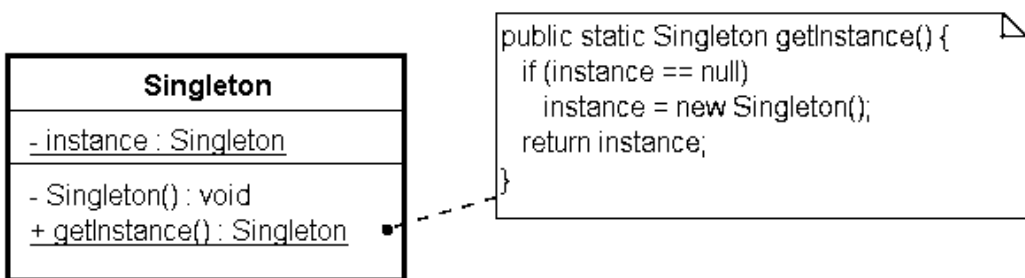 Singleton
- instance : Singleton
- Singleton() : void
+ getInstance() : Singleton
public static Singleton getInstance() {
if (instance == null)
instance = new Singleton();
return instance;
}